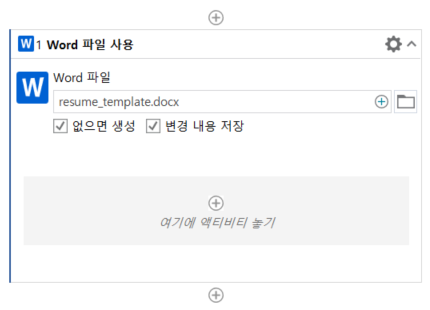 W 1 Word 파일 사용
W Word 파일
resume_template.docx
없으면 생성 변경 내용 저장
여기에 액티비티 놓기